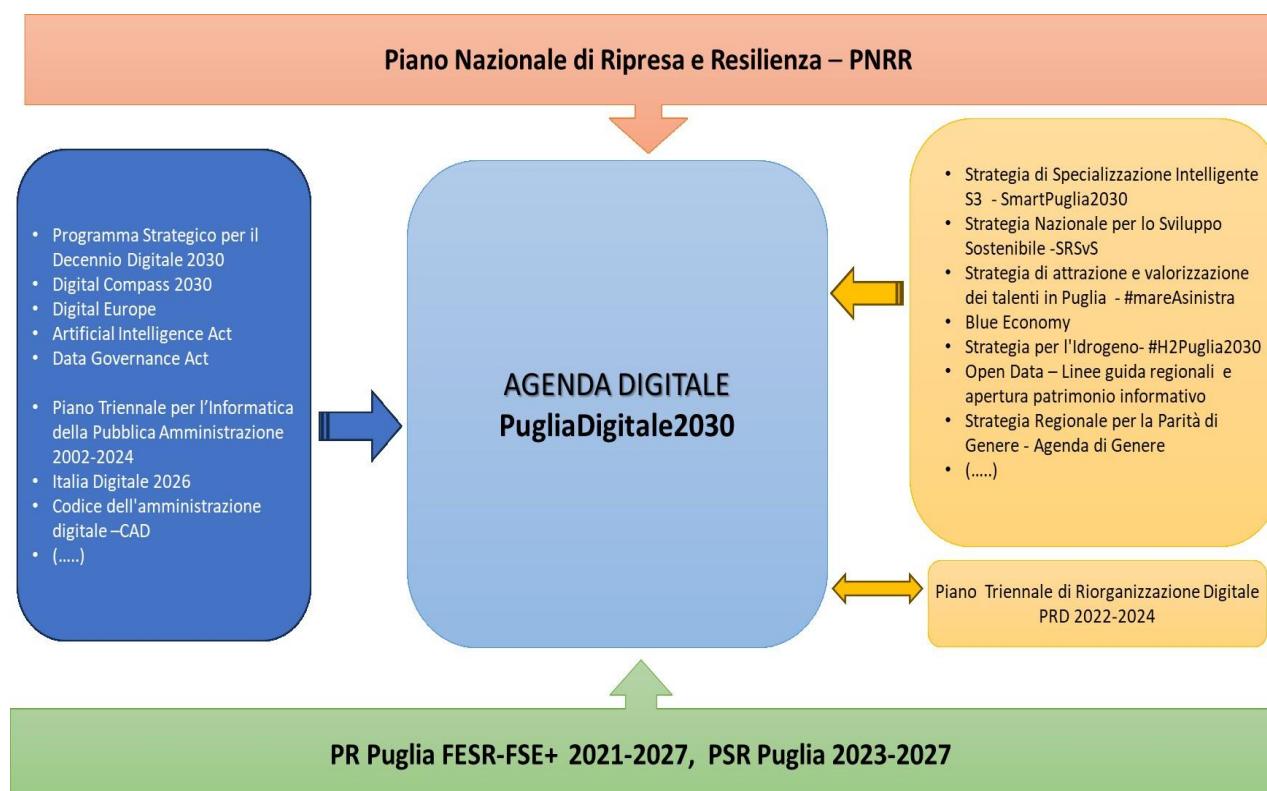 Piano Nazionale di Ripresa e Resilienza – PNRR
• Programma Strategico per il
Decennio Digitale 2030
• Digital Compass 2030
• Digital Europe
• Artificial Intelligence Act
• Data Governance Act
• Piano Triennale per l’Informatica
della Pubblica Amministrazione
2002-2024
• Italia Digitale 2026
• Codice dell'amministrazione
digitale –CAD
• (…..)
AGENDA DIGITALE
PugliaDigitale2030
• Strategia di Specializzazione Intelligente
S3 - SmartPuglia2030
• Strategia Nazionale per lo Sviluppo
Sostenibile -SRSvS
• Strategia di attrazione e valorizzazione
dei talenti in Puglia - #mareAsinistra
• Blue Economy
• Strategia per l'Idrogeno- #H2Puglia2030
• Open Data – Linee guida regionali e
apertura patrimonio informativo
• Strategia Regionale per la Parità di
Genere - Agenda di Genere
• (…..)
Piano Triennale di Riorganizzazione Digitale
PRD 2022-2024
PR Puglia FESR-FSE+ 2021-2027, PSR Puglia 2023-2027